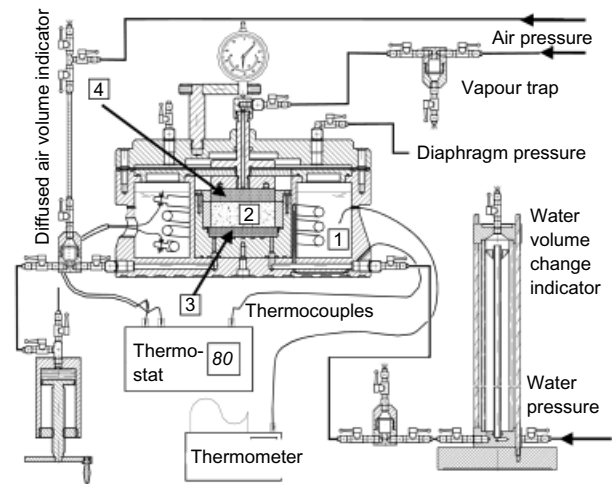 Air pressure
Vapour trap
Diffused air volume indicator
4
Diaphragm pressure
2
1
Water
volume
change
indicator
3
Thermocouples
Thermo-
stat
80
Water
pressure
Thermometer